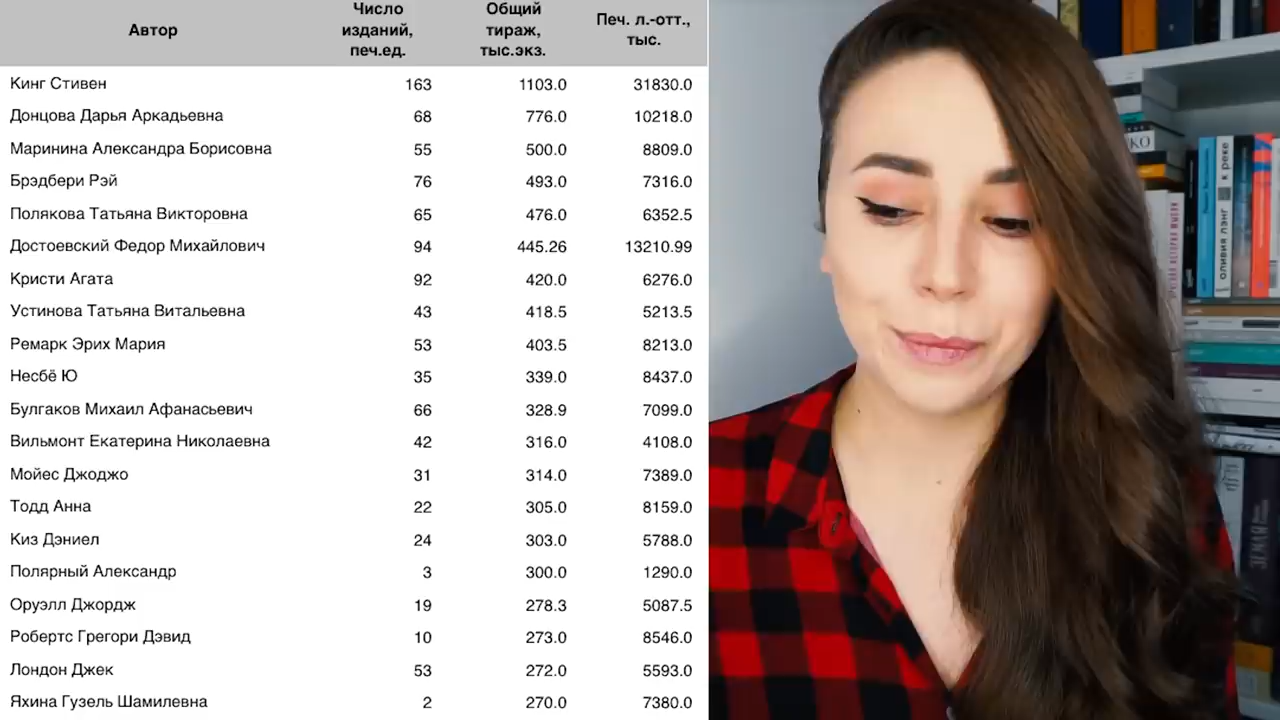 Автор
Число изданий, печ.ед.
Общий тираж, тыс.экз.
Печ. л.-отт., тыс.
Кинг Стивен 163 1103.0 31830.0
Донцова Дарья Аркадьевна 68 776.0 10218.0
Маринина Александра Борисовна 55 500.0 8809.0
Брэдбери Рэй 76 493.0 7316.0
Полякова Татьяна Викторовна 65 476.0 6352.5
Достоевский Федор Михайлович 94 445.26 13210.99
Кристи Агата 92 420.0 6276.0
Устинова Татьяна Витальевна 43 418.5 5213.5
Ремарк Эрих Мария 53 403.5 8213.0
Несбё Ю 35 339.0 8437.0
Булгаков Михаил Афанасьевич 66 328.9 7099.0
Вильмонт Екатерина Николаевна 42 316.0 4108.0
Мойес Джоджо 31 314.0 7389.0
Тодд Анна 22 305.0 8159.0
Киз Дэниел 24 303.0 5788.0
Полярный Александр 3 300.0 1290.0
Оруэлл Джордж 19 278.3 5087.5
Робертс Грегори Дэвид 10 273.0 8546.0
Лондон Джек 53 272.0 5593.0
Яхина Гузель Шамилевна 2 270.0 7380.0
КО
оливия лэнг к реке